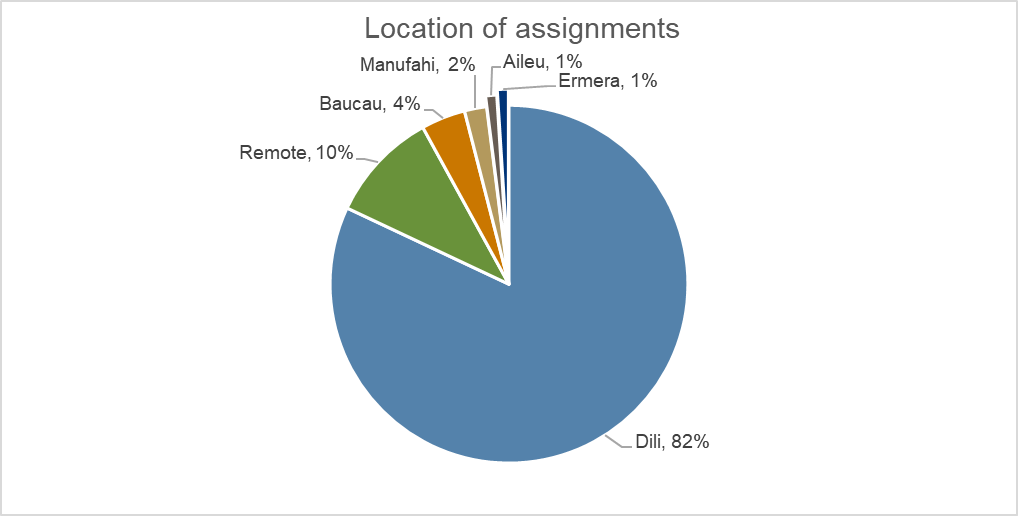 Location of assignments
Manufahi, 2%
Aileu, 1%
Ermera, 1%
Baucau, 4%
Remote, 10%
Dili, 82%